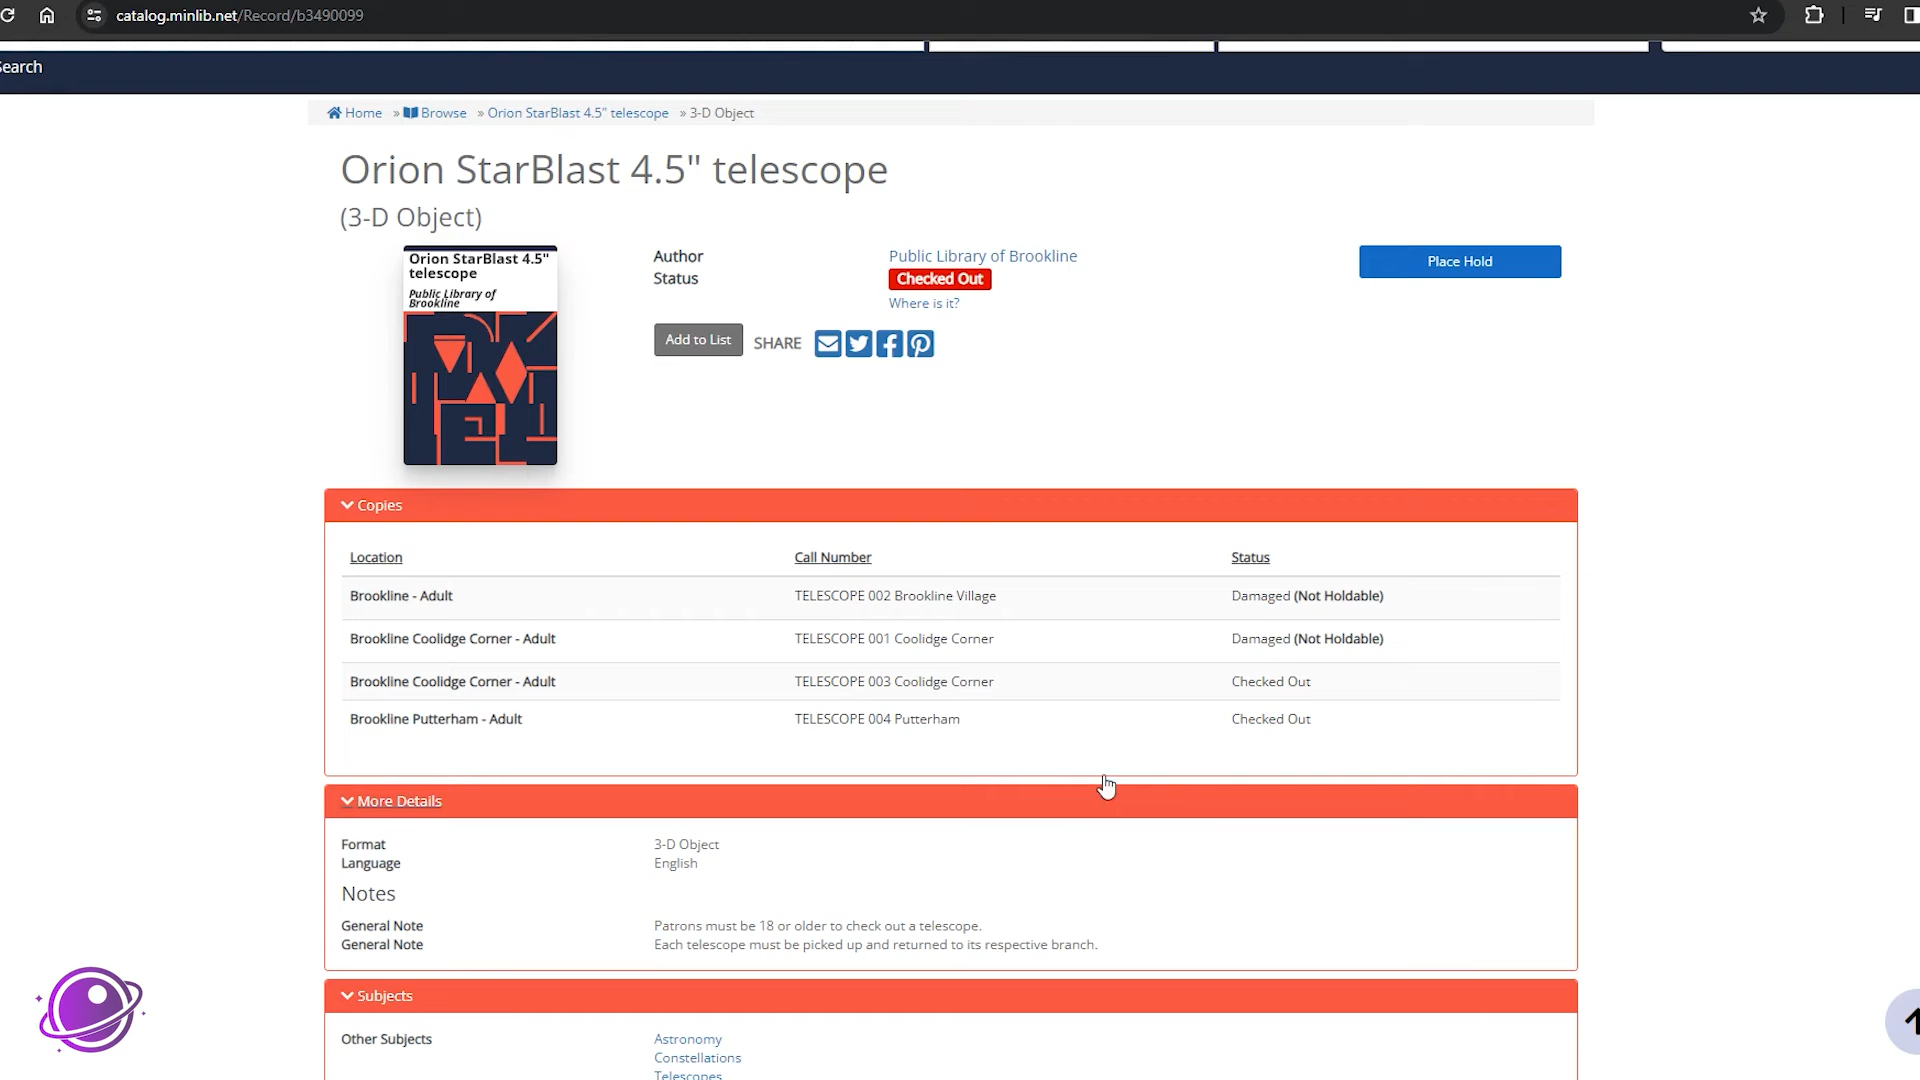 catalog.minlib.net/Record/b3490099
Search
Home » Browse » Orion StarBlast 4.5" telescope » 3-D Object
Orion StarBlast 4.5" telescope
(3-D Object)
Orion StarBlast 4.5"
telescope
Public Library of
Brookline
Author Public Library of Brookline
Status Checked Out
Where is it?
Place Hold
Add to List SHARE
Copies
Location Call Number Status
Brookline - Adult TELESCOPE 002 Brookline Village Damaged (Not Holdable)
Brookline Coolidge Corner - Adult TELESCOPE 001 Coolidge Corner Damaged (Not Holdable)
Brookline Coolidge Corner - Adult TELESCOPE 003 Coolidge Corner Checked Out
Brookline Putterham - Adult TELESCOPE 004 Putterham Checked Out
More Details
Format 3-D Object
Language English
Notes
General Note Patrons must be 18 or older to check out a telescope.
General Note Each telescope must be picked up and returned to its respective branch.
Subjects
Other Subjects Astronomy
Constellations
Telescopes